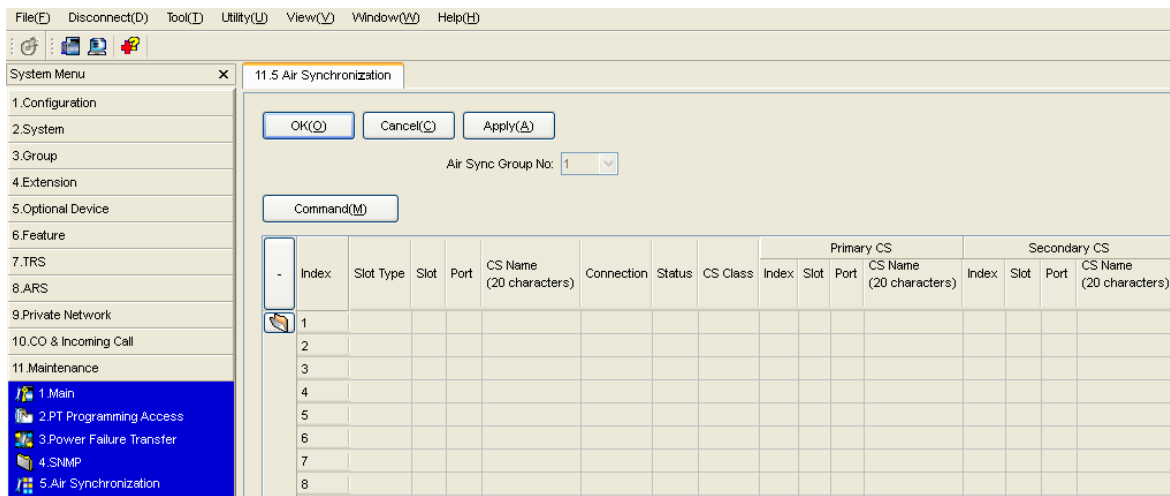 File(F) Disconnect(D) Tool(T) Utility(U) View(V) Window(W) Help(H)
System Menu X
11.5 Air Synchronization
1.Configuration
2.System
3.Group
4.Extension
5.Optional Device
6.Feature
7.TRS
8.ARS
9.Private Network
10.CO & Incoming Call
11.Maintenance
1.Main
2.PT Programming Access
3.Power Failure Transfer
4.SNMP
5.Air Synchronization
OK(O) Cancel(C) Apply(A)
Air Sync Group No: 1
Command(M)
Primary CS Secondary CS
- Index Slot Type Slot Port CS Name (20 characters) Connection Status CS Class Index Slot Port CS Name (20 characters) Index Slot Port CS Name (20 characters)
1
2
3
4
5
6
7
8